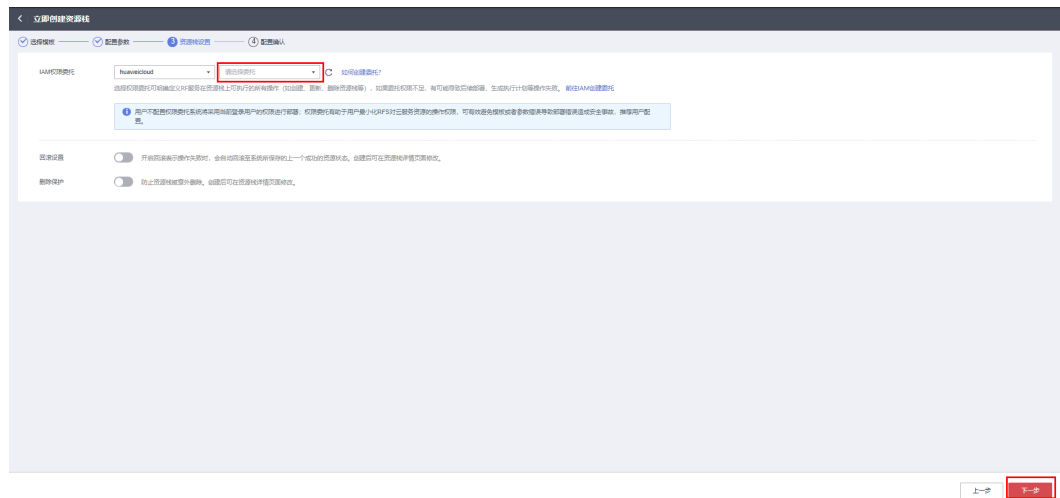 立即创建资源栈
选择模板
配置参数
3 资源栈设置
4 配置确认
IAM权限委托
huaweicloud
请选择委托
如何创建委托?
选择权限委托可明确定义RF服务在资源栈上可执行的所有操作（如创建、更新、删除资源栈等），如果委托权限不足，有可能导致后续部署、生成执行计划等操作失败。 前往IAM创建委托
用户不配置权限委托系统将采用当前登录用户的权限进行部署，权限委托有助于用户最小化RFS对云服务资源的操作权限，可有效避免模板或者参数错误导致部署错误造成安全事故，推荐用户配
置。
回滚设置
开启回滚表示操作失败时，会自动回滚至系统所保存的上一个成功的资源状态。创建后可在资源栈详情页面修改。
删除保护
防止资源栈被意外删除。创建后可在资源栈详情页面修改。
上一步
下一步